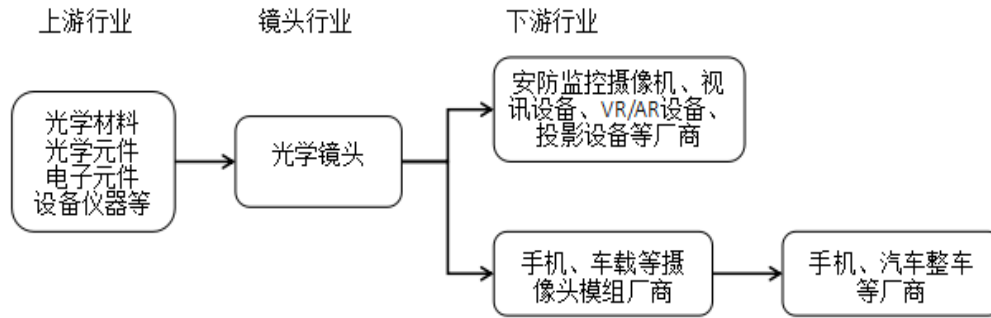 上游行业
镜头行业
下游行业
光学材料
光学元件
电子元件
设备仪器等
光学镜头
安防监控摄像机、视
讯设备、VR/AR设备、
投影设备等厂商
手机、车载等摄
像头模组厂商
手机、汽车整车
等厂商